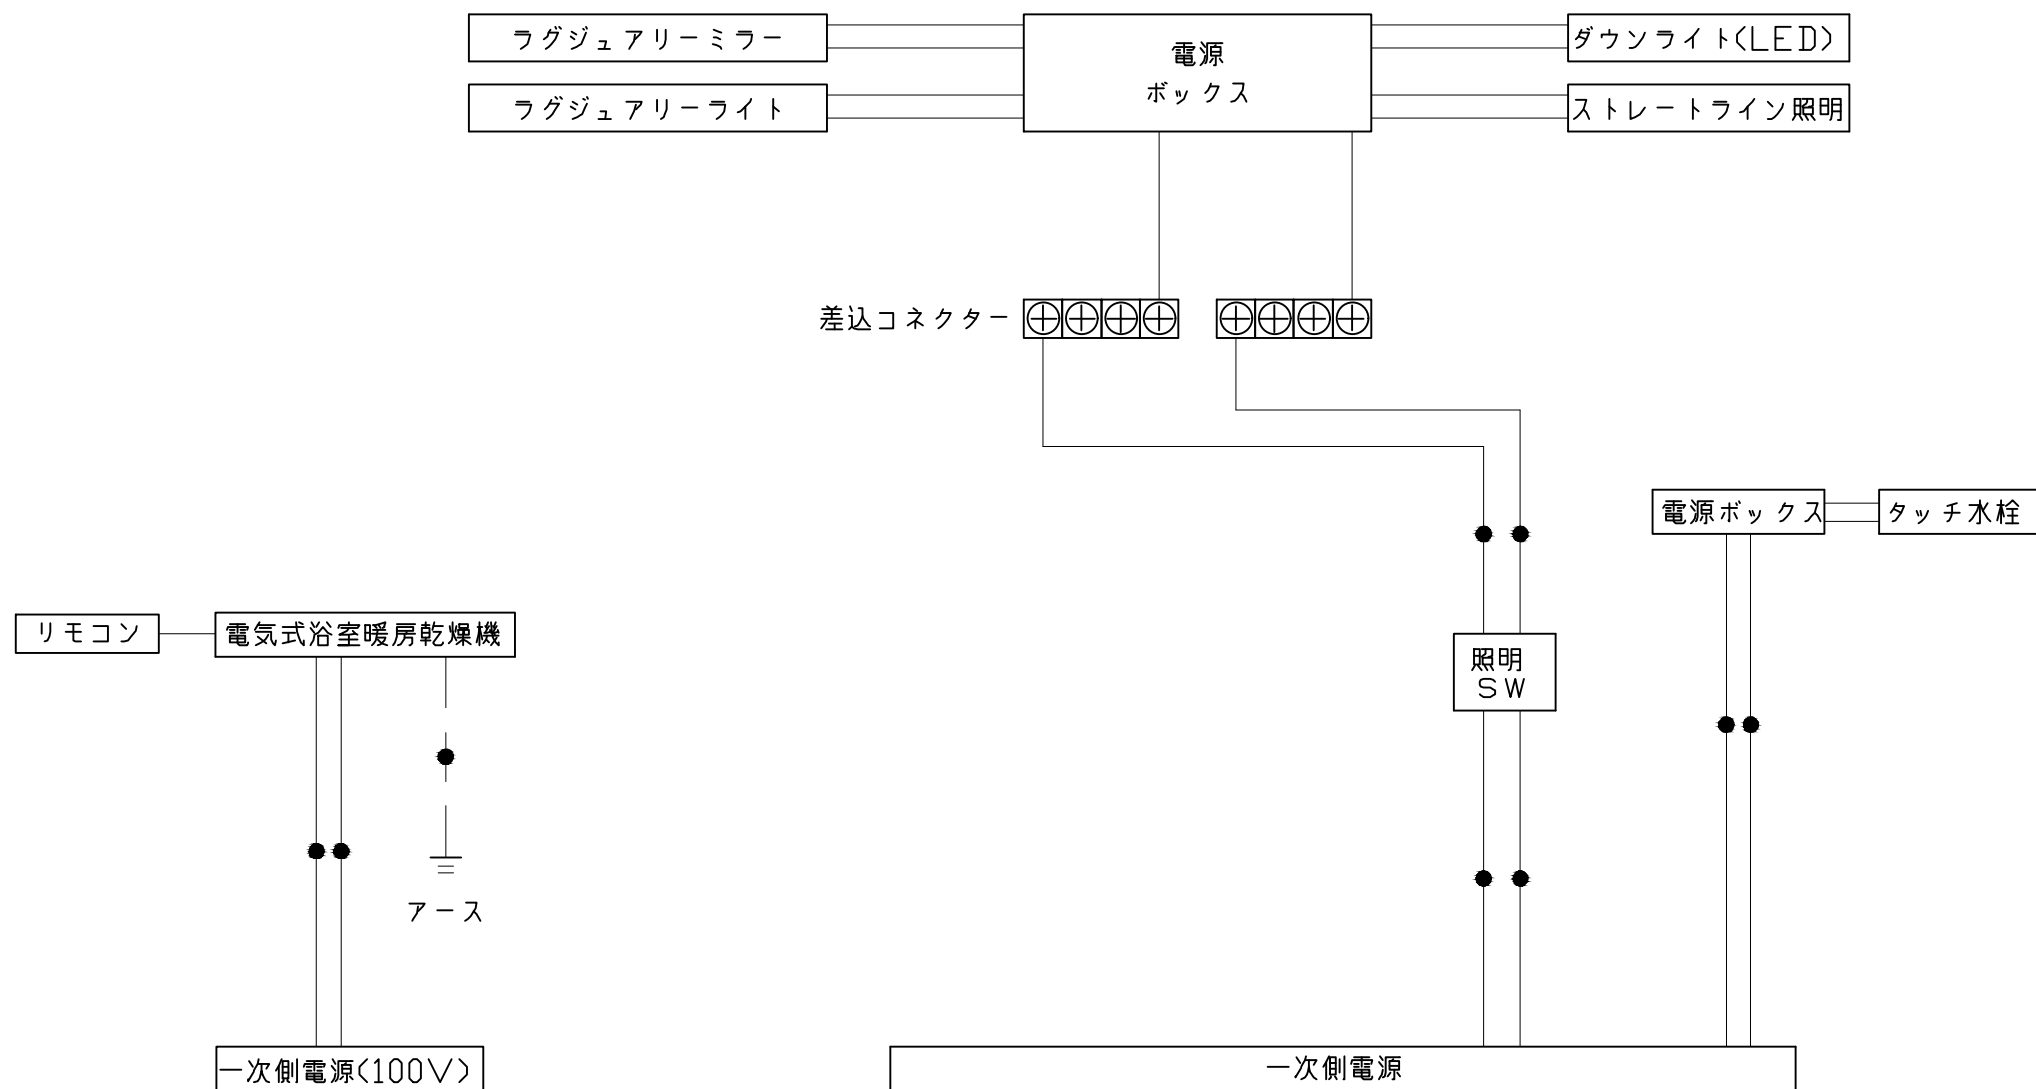 ラグジュアリーミラー
電源
ボックス
ダウンライト(LED)
ラグジュアリーライト
ストレートライン照明
差込コネクター
電源ボックス
タッチ水栓
リモコン
電気式浴室暖房乾燥機
照明
SW
アース
一次側電源(100V)
一次側電源